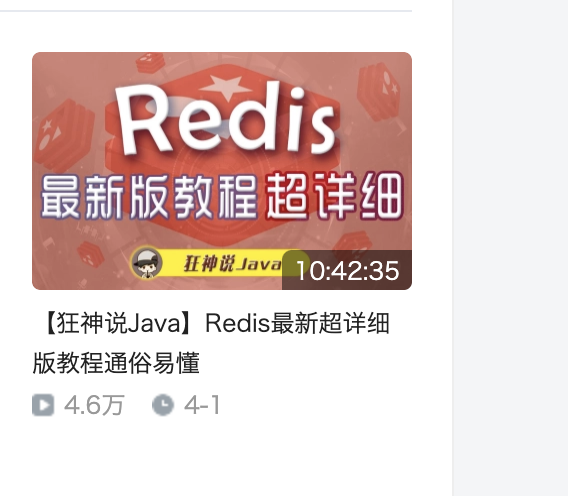 Redis
最新版教程超详细
狂神说Java
10:42:35
【狂神说Java】Redis最新超详细
版教程通俗易懂
4.6万 4-1